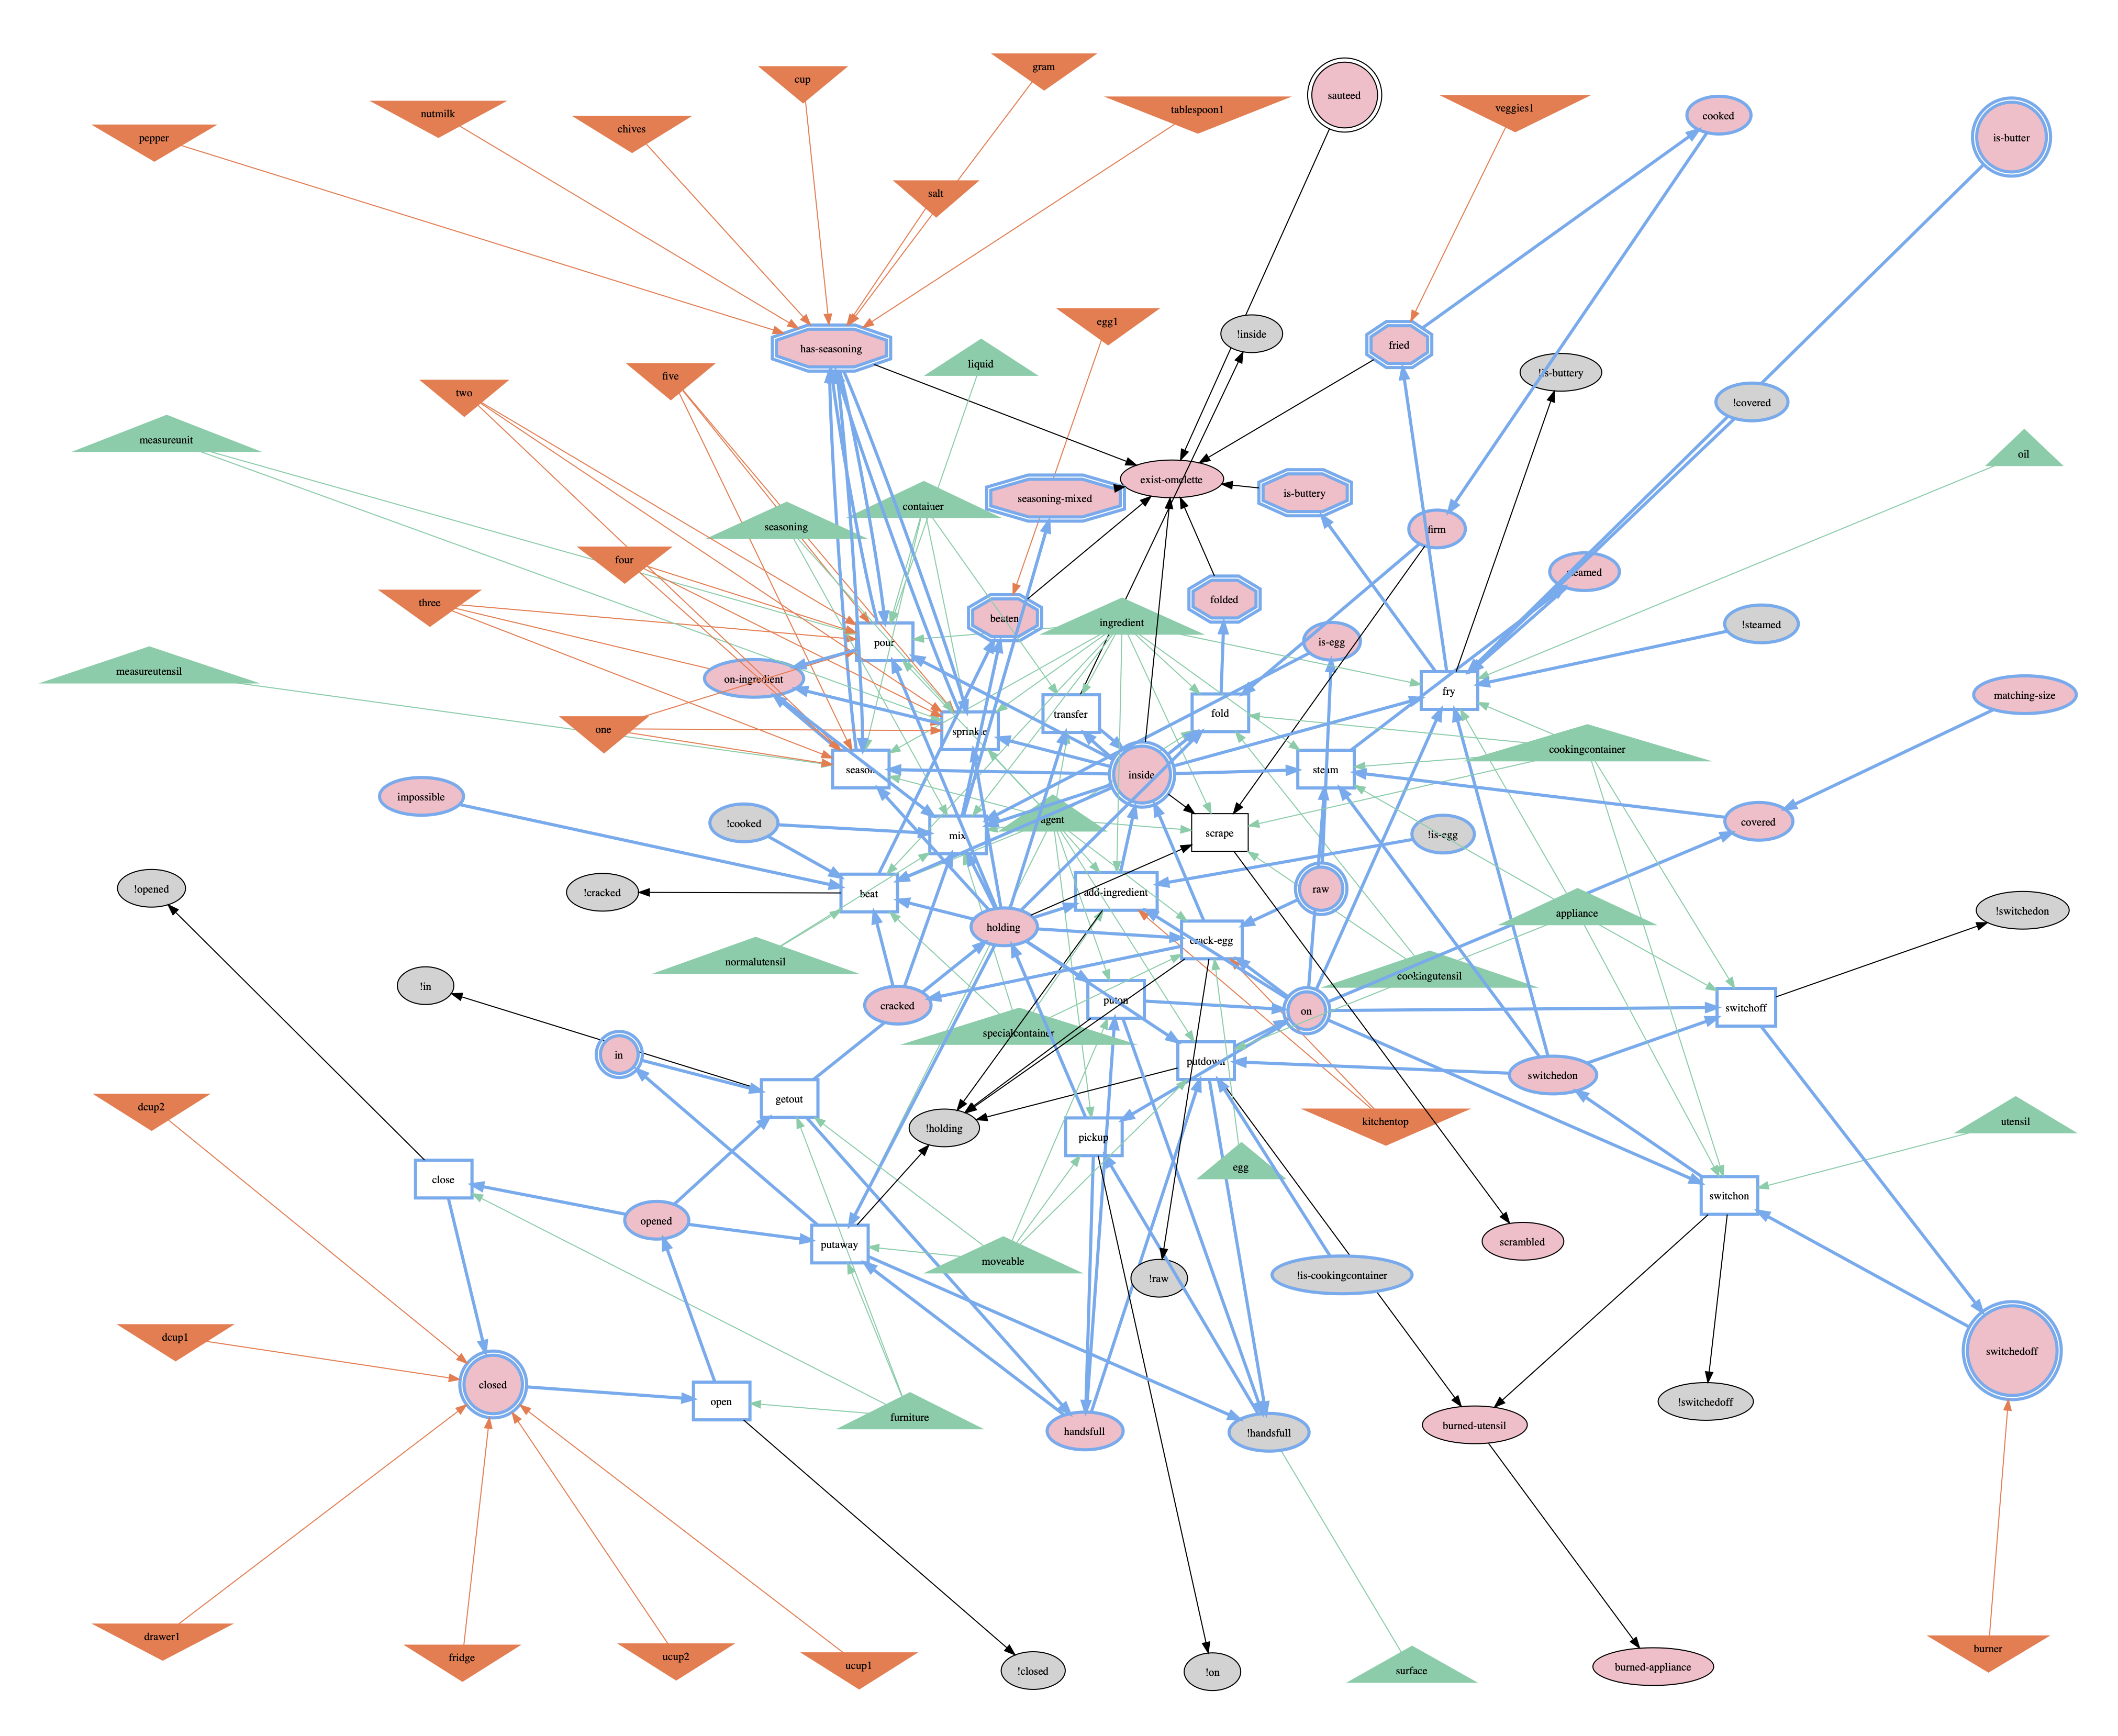 gram
cup
sauteed
tablespoon1
veggies1
nutmilk
cooked
chives
pepper
is-butter
salt
egg1
!inside
fried
has-seasoning
liquid
!is-buttery
five
two
!covered
measureunit
oil
exist-omelette
is-buttery
seasoning-mixed
container
seasoning
firm
four
steamed
three
folded
beaten
ingredient
!steamed
pour
is-egg
measureutensil
on-ingredient
fry
matching-size
transfer
fold
one
sprinkle
cookingcontainer
season
inside
steam
impossible
!cooked
agent
covered
mix
scrape
!is-egg
!opened
!cracked
beat
add-ingredient
raw
appliance
!switchedon
holding
crack-egg
normalutensil
cookingutensil
!in
puton
cracked
on
switchoff
specialcontainer
in
putdown
switchedon
getout
dcup2
!holding
kitchentop
utensil
pickup
egg
close
switchon
opened
scrambled
putaway
moveable
!raw
!is-cookingcontainer
dcup1
switchedoff
closed
open
!switchedoff
furniture
handsfull
!handsfull
burned-utensil
drawer1
fridge
ucup2
ucup1
!closed
!on
surface
burned-appliance
burner